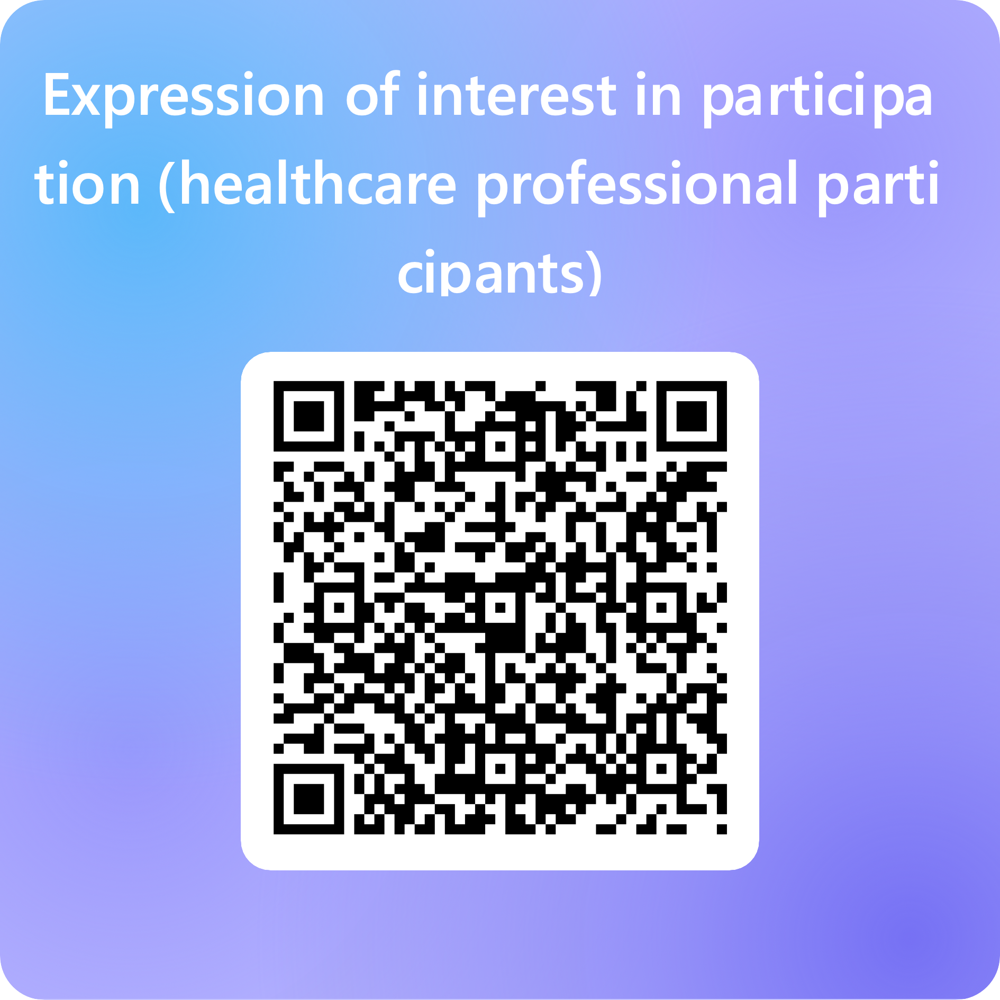 Expression of interest in participa
tion (healthcare professional parti
cipants)